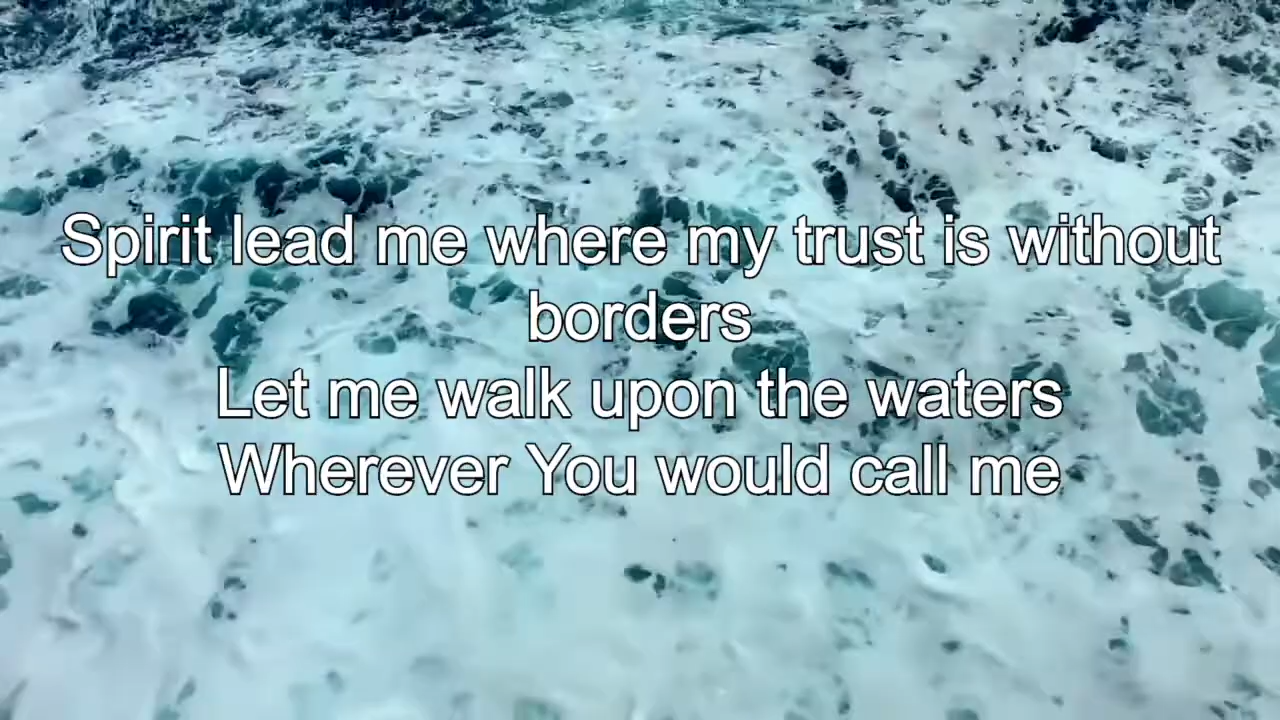 Spirit lead me where my trust is without
borders
Let me walk upon the waters
Wherever You would call me